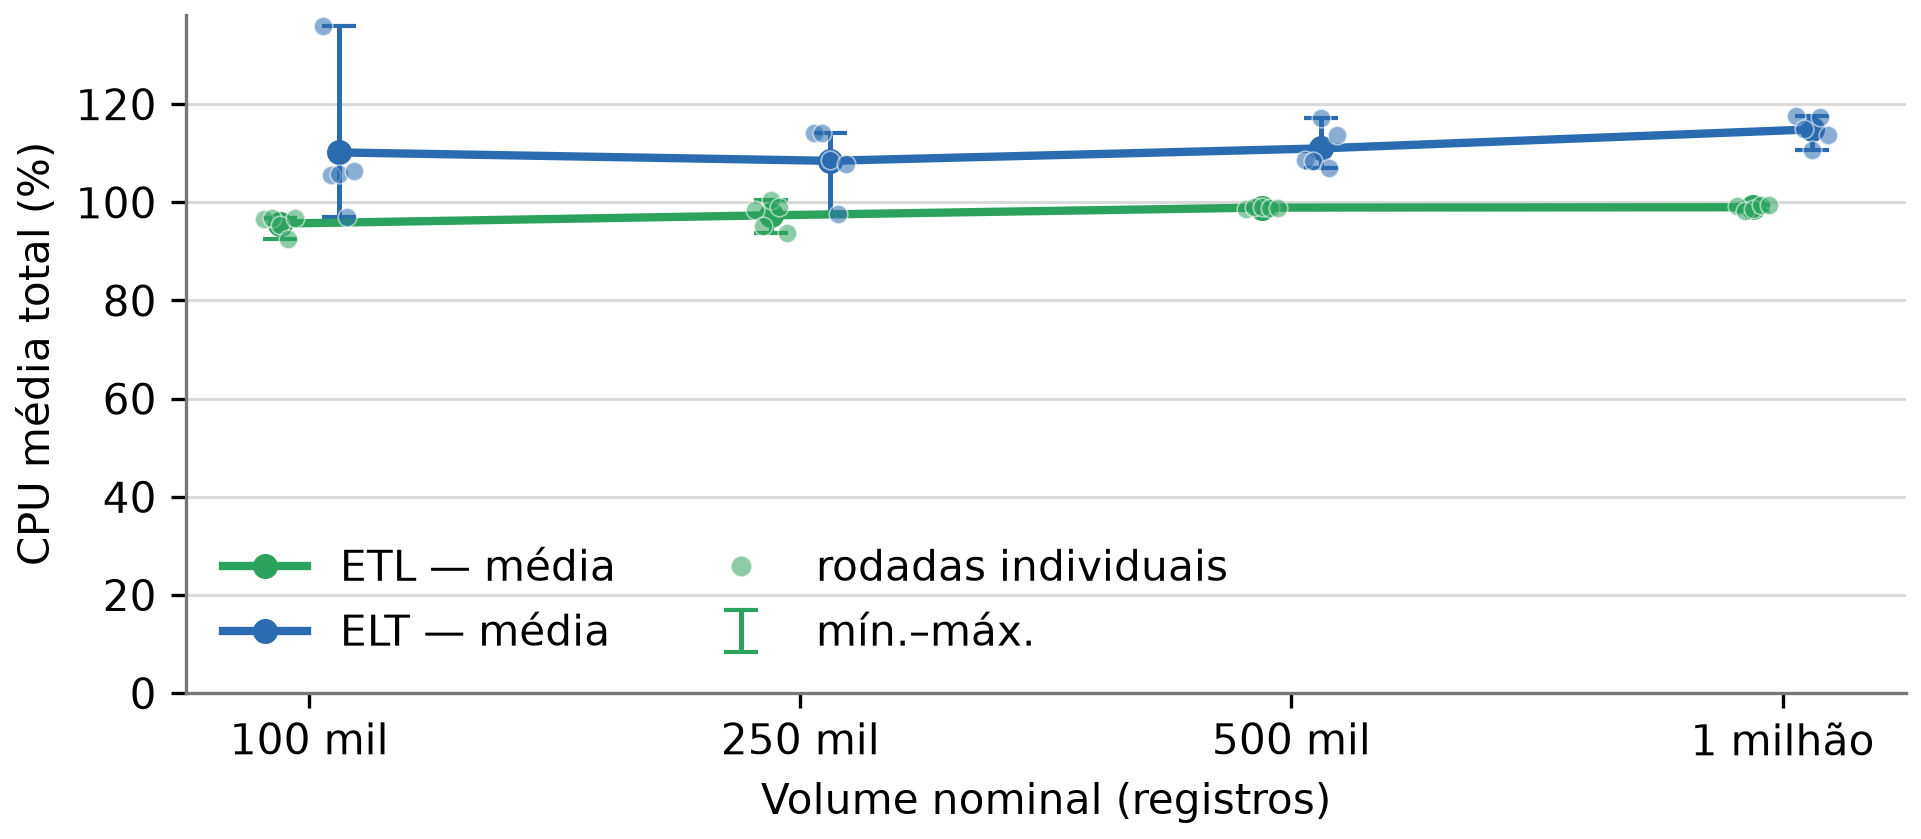 CPU média total (%)
120
100
80
60
40
20
0
ETL — média
ELT — média
rodadas individuais
mín.–máx.
100 mil
250 mil
500 mil
1 milhão
Volume nominal (registros)